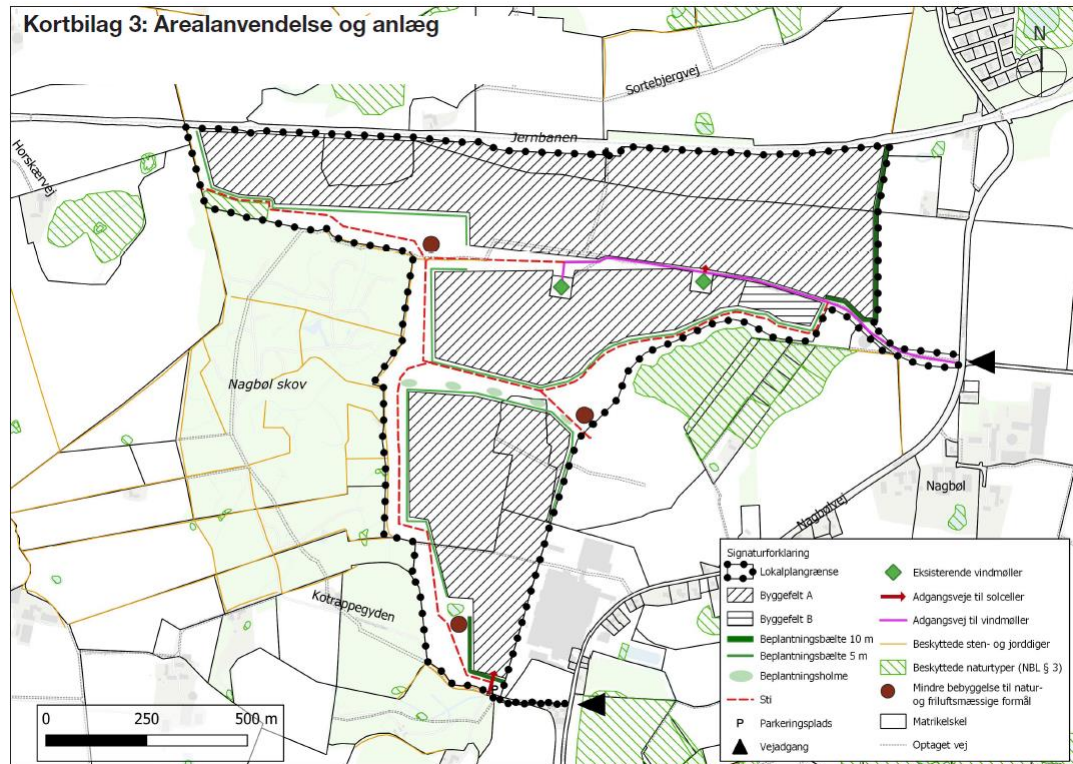 Kortbilag 3: Arealanvendelse og anlæg
N
Sortebjergvej
Jernbanen
Horskærvej
Nagbøl skov
Nagbøl
Nagbølvej
Kotrappegyden
P
0 250 500 m
Signaturforklaring
Lokalplangrænse
Byggefelt A
Byggefelt B
Beplantningsbælte 10 m
Beplantningsbælte 5 m
Beplantningsholme
Sti
P Parkeringsplads
Vejadgang
Eksisterende vindmøller
Adgangsveje til solceller
Adgangsvej til vindmøller
Beskyttede sten- og jorddiger
Beskyttede naturtyper (NBL § 3)
Mindre bebyggelse til natur-
og friluftsmæssige formål
Matrikelskel
Optaget vej